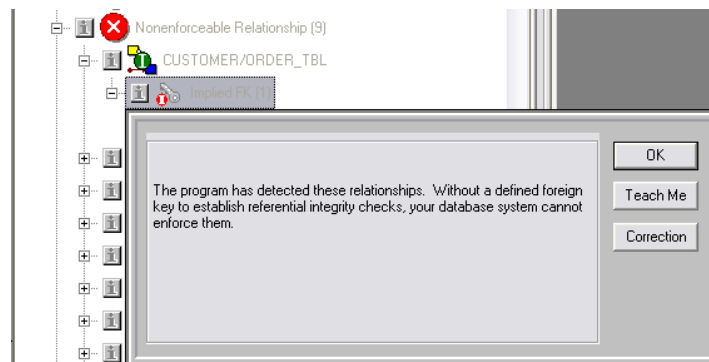 Nonenforceable Relationship (9)
CUSTOMER/ORDER_TBL
Implied FK (1)
OK
The program has detected these relationships. Without a defined foreign
key to establish referential integrity checks, your database system cannot
enforce them.
Teach Me
Correction